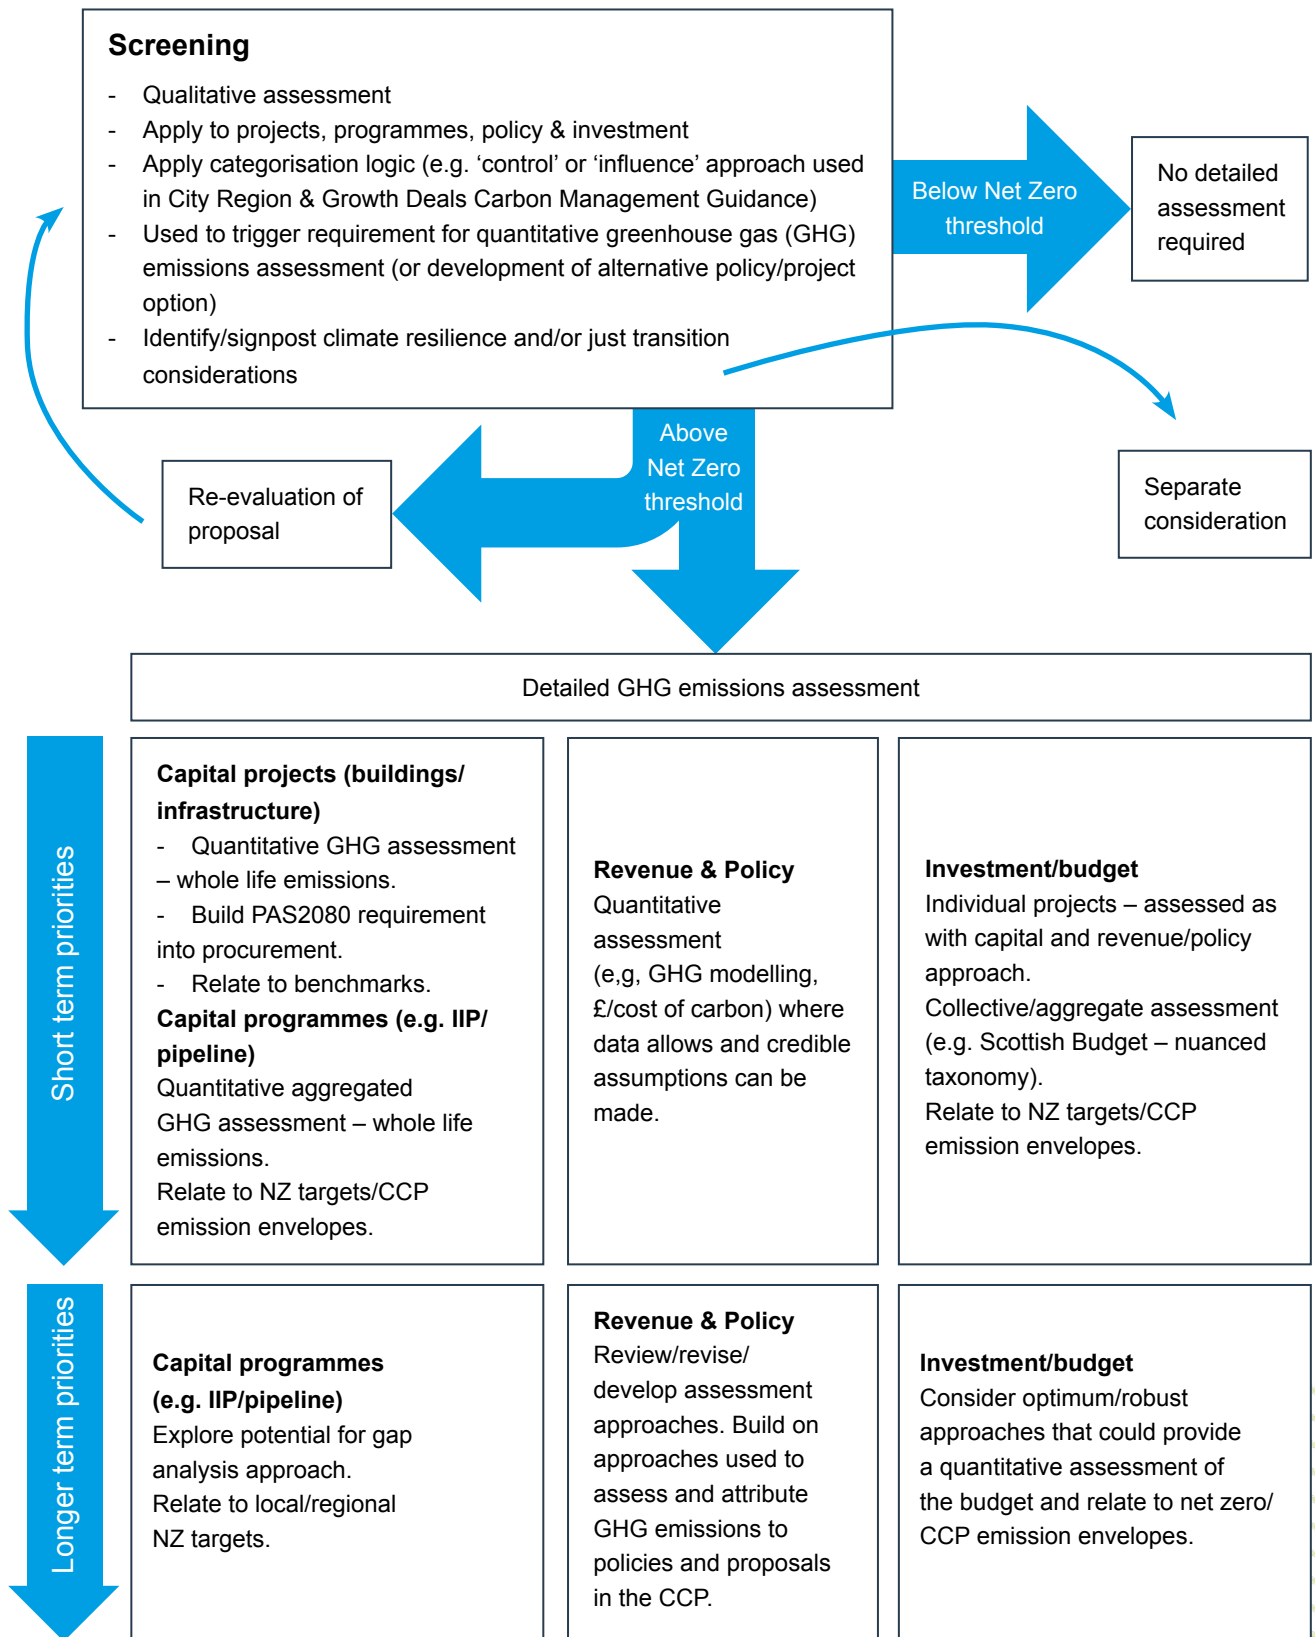 Screening
- Qualitative assessment
- Apply to projects, programmes, policy & investment
- Apply categorisation logic (e.g. ‘control’ or ‘influence’ approach used
in City Region & Growth Deals Carbon Management Guidance)
- Used to trigger requirement for quantitative greenhouse gas (GHG)
emissions assessment (or development of alternative policy/project
option)
- Identify/signpost climate resilience and/or just transition
considerations
Below Net Zero
threshold
No detailed
assessment
required
Above
Net Zero
threshold
Re-evaluation of
proposal
Separate
consideration
Detailed GHG emissions assessment
Short term priorities
Capital projects (buildings/
infrastructure)
- Quantitative GHG assessment
– whole life emissions.
- Build PAS2080 requirement
into procurement.
- Relate to benchmarks.
Capital programmes (e.g. IIP/
pipeline)
Quantitative aggregated
GHG assessment – whole life
emissions.
Relate to NZ targets/CCP
emission envelopes.
Revenue & Policy
Quantitative
assessment
(e,g, GHG modelling,
£/cost of carbon) where
data allows and credible
assumptions can be
made.
Investment/budget
Individual projects – assessed as
with capital and revenue/policy
approach.
Collective/aggregate assessment
(e.g. Scottish Budget – nuanced
taxonomy).
Relate to NZ targets/CCP
emission envelopes.
Longer term priorities
Capital programmes
(e.g. IIP/pipeline)
Explore potential for gap
analysis approach.
Relate to local/regional
NZ targets.
Revenue & Policy
Review/revise/
develop assessment
approaches. Build on
approaches used to
assess and attribute
GHG emissions to
policies and proposals
in the CCP.
Investment/budget
Consider optimum/robust
approaches that could provide
a quantitative assessment of
the budget and relate to net zero/
CCP emission envelopes.